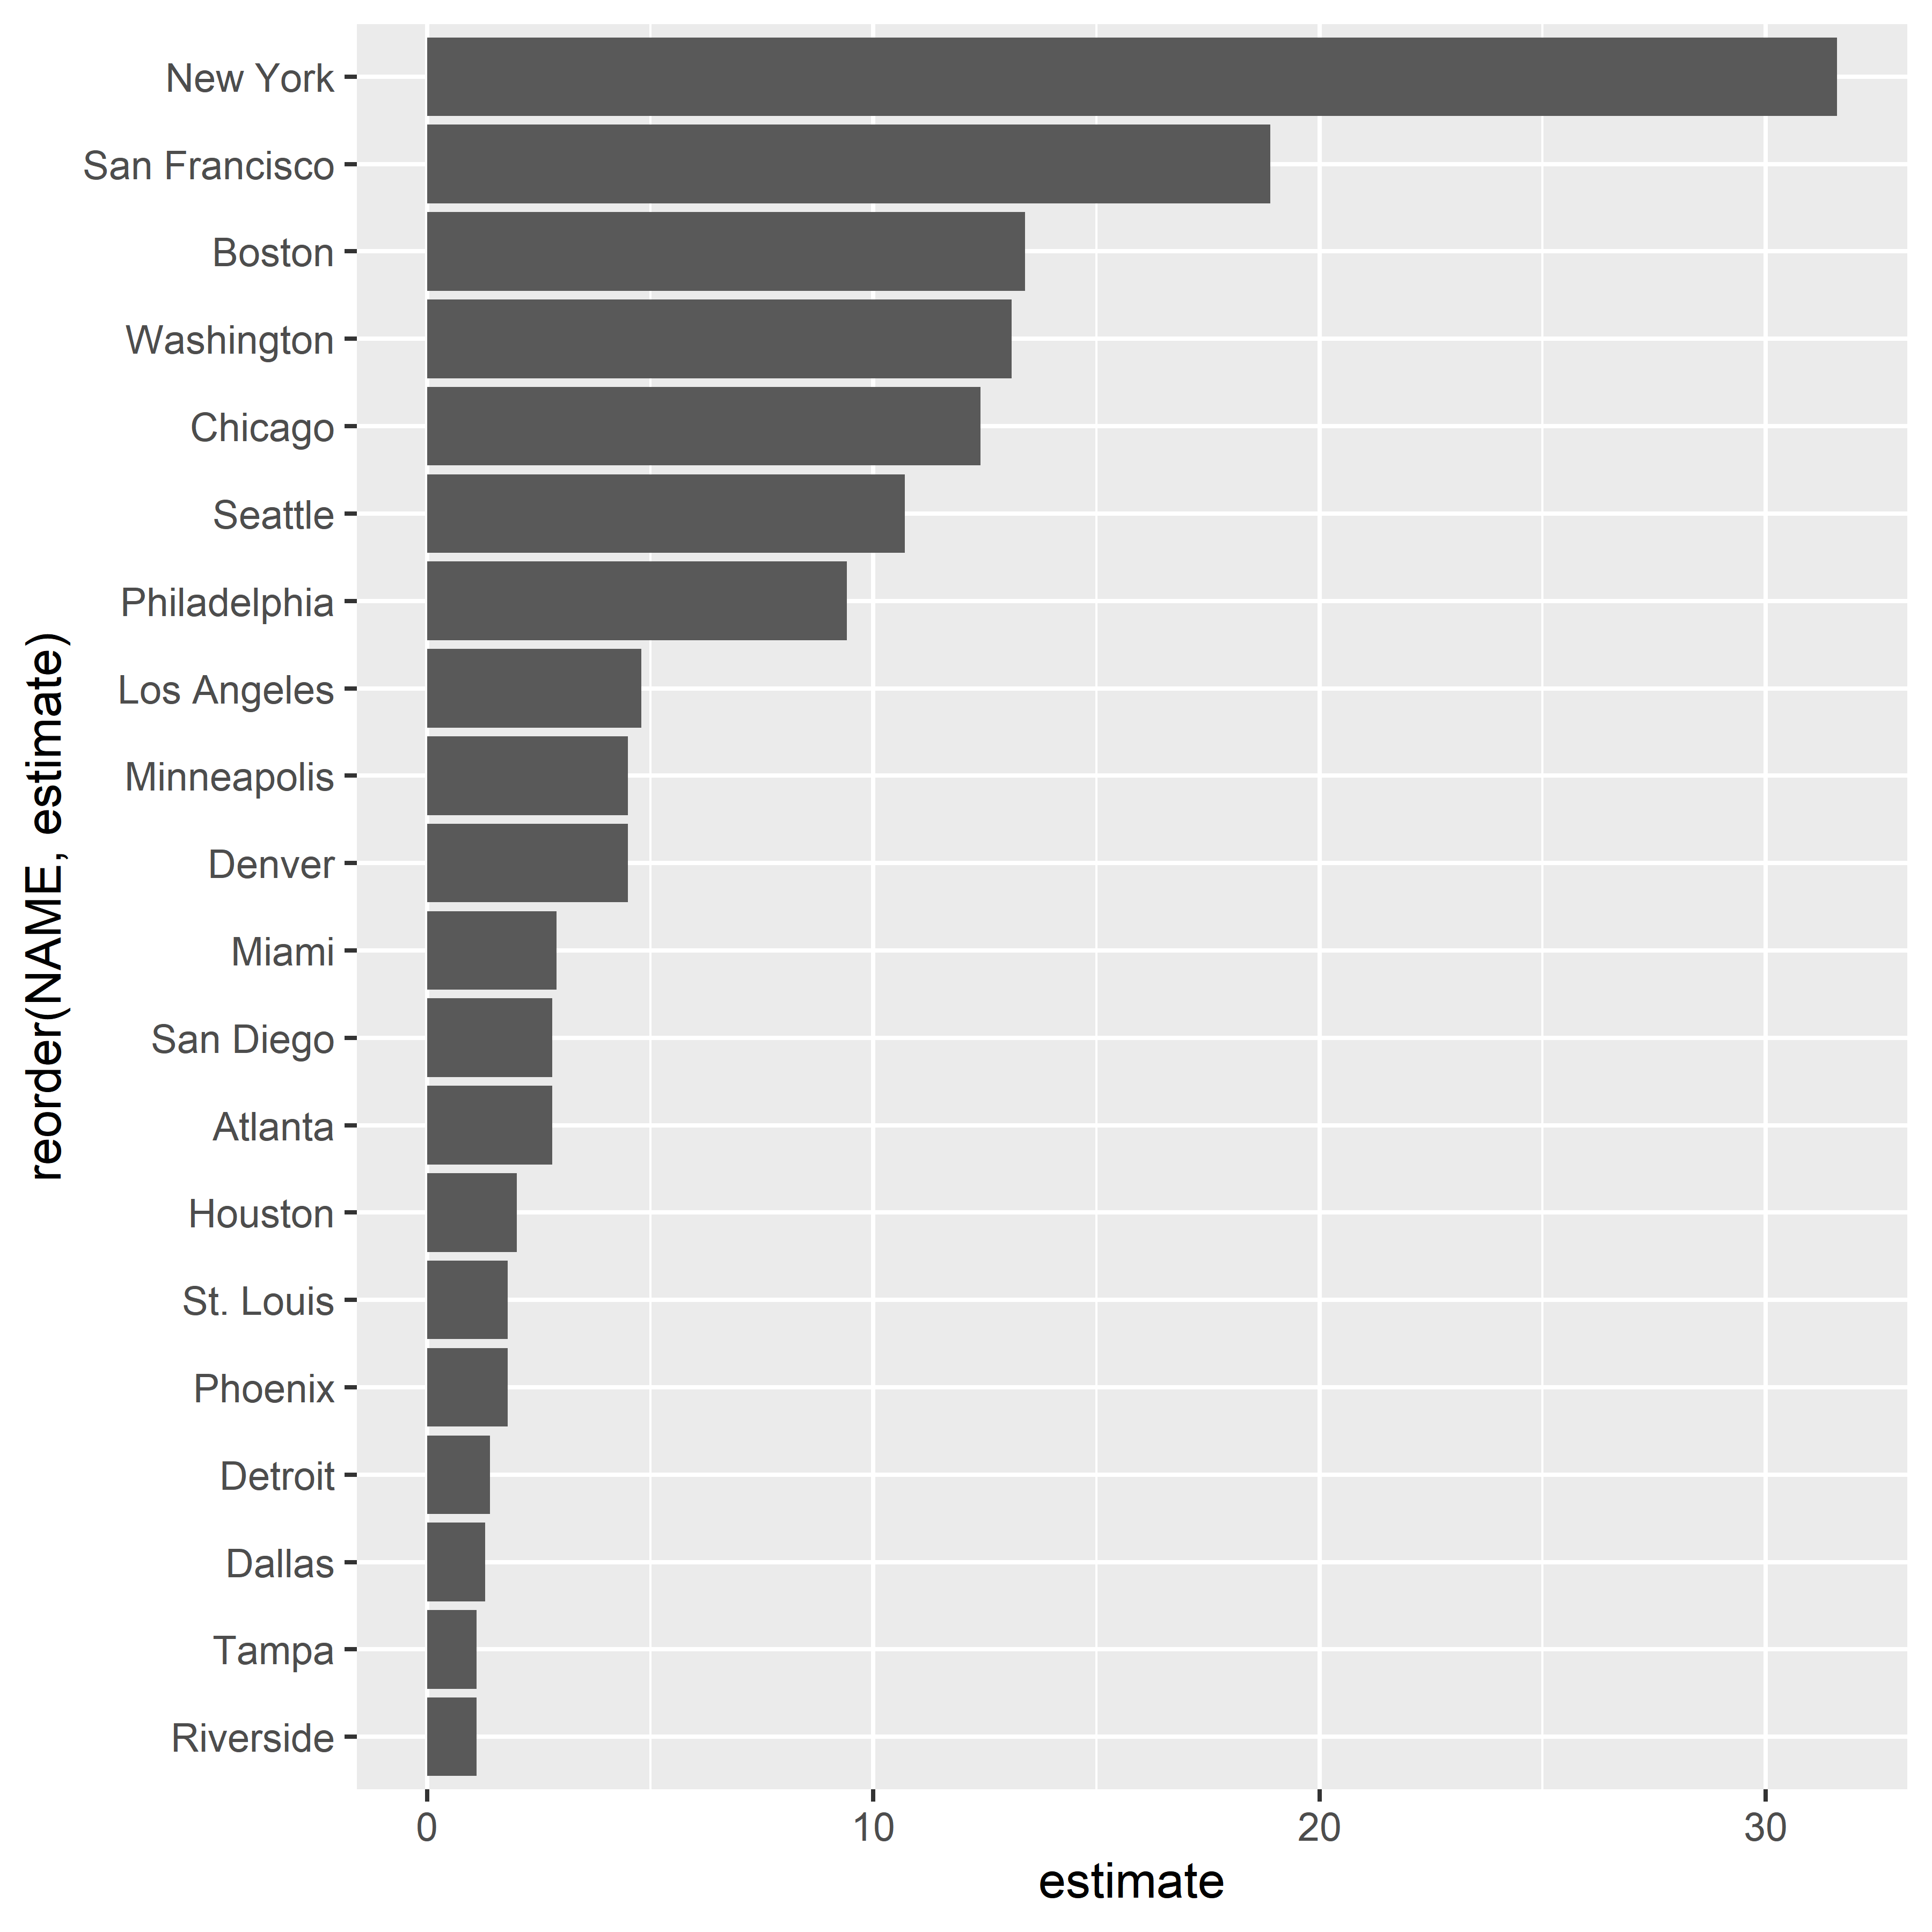 New York
San Francisco
Boston
Washington
Chicago
Seattle
Philadelphia
Los Angeles
Minneapolis
Denver
Miami
San Diego
Atlanta
Houston
St. Louis
Phoenix
Detroit
Dallas
Tampa
Riverside
reorder(NAME, estimate)
0 10 20 30
estimate